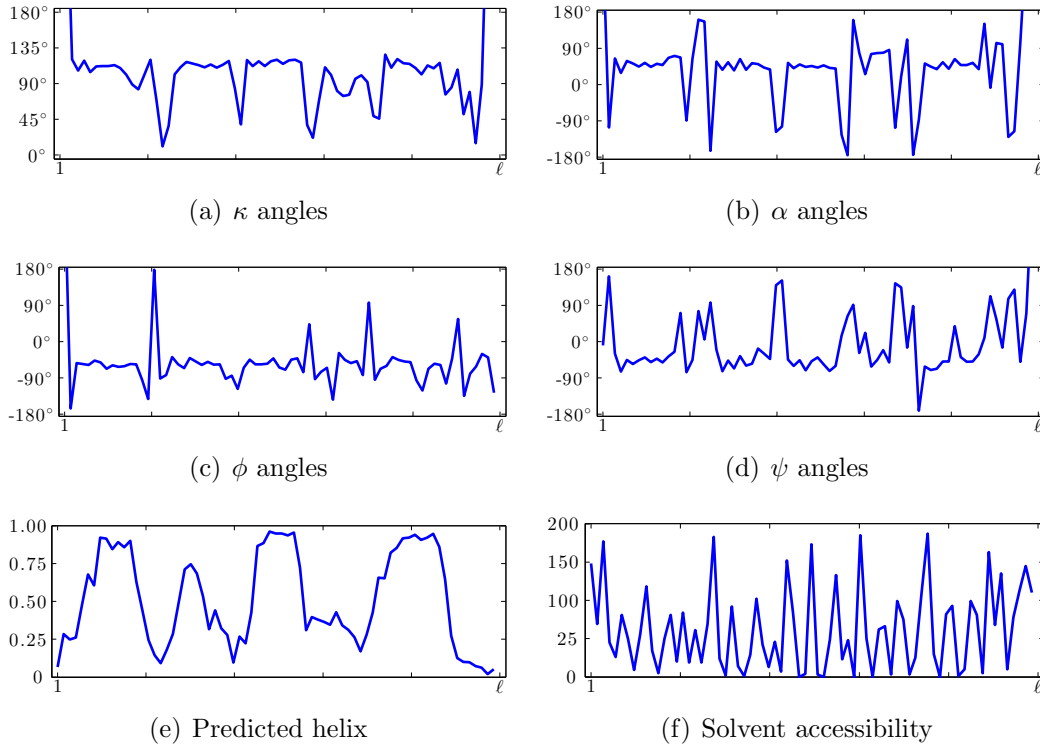 180°
135°
90°
45°
0°
1 ℓ
(a) κ angles
180°
90°
0°
-90°
-180°
1 ℓ
(b) α angles
180°
90°
0°
-90°
-180°
1 ℓ
(c) ϕ angles
180°
90°
0°
-90°
-180°
1 ℓ
(d) ψ angles
1.00
0.75
0.50
0.25
0
1 ℓ
(e) Predicted helix
200
150
100
25
0
1 ℓ
(f) Solvent accessibility